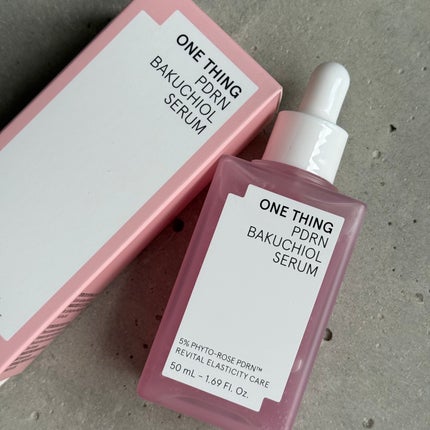 ONE THING
PDRN
BAKUCHIOL
SERUM
ONE THING
PDRN
BAKUCHIOL
SERUM
5% PHYTO-ROSE PDRN™
REVITAL ELASTICITY CARE
50 mL – 1.69 Fl. Oz.